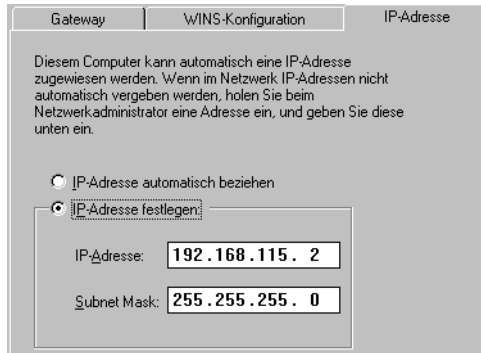 Gateway WINS-Konfiguration IP-Adresse
Diesem Computer kann automatisch eine IP-Adresse
zugewiesen werden. Wenn im Netzwerk IP-Adressen nicht
automatisch vergeben werden, holen Sie beim
Netzwerkadministrator eine Adresse ein, und geben Sie diese
unten ein.
IP-Adresse automatisch beziehen
IP-Adresse festlegen:
IP-Adresse: 192.168.115. 2
Subnet Mask: 255.255.255. 0